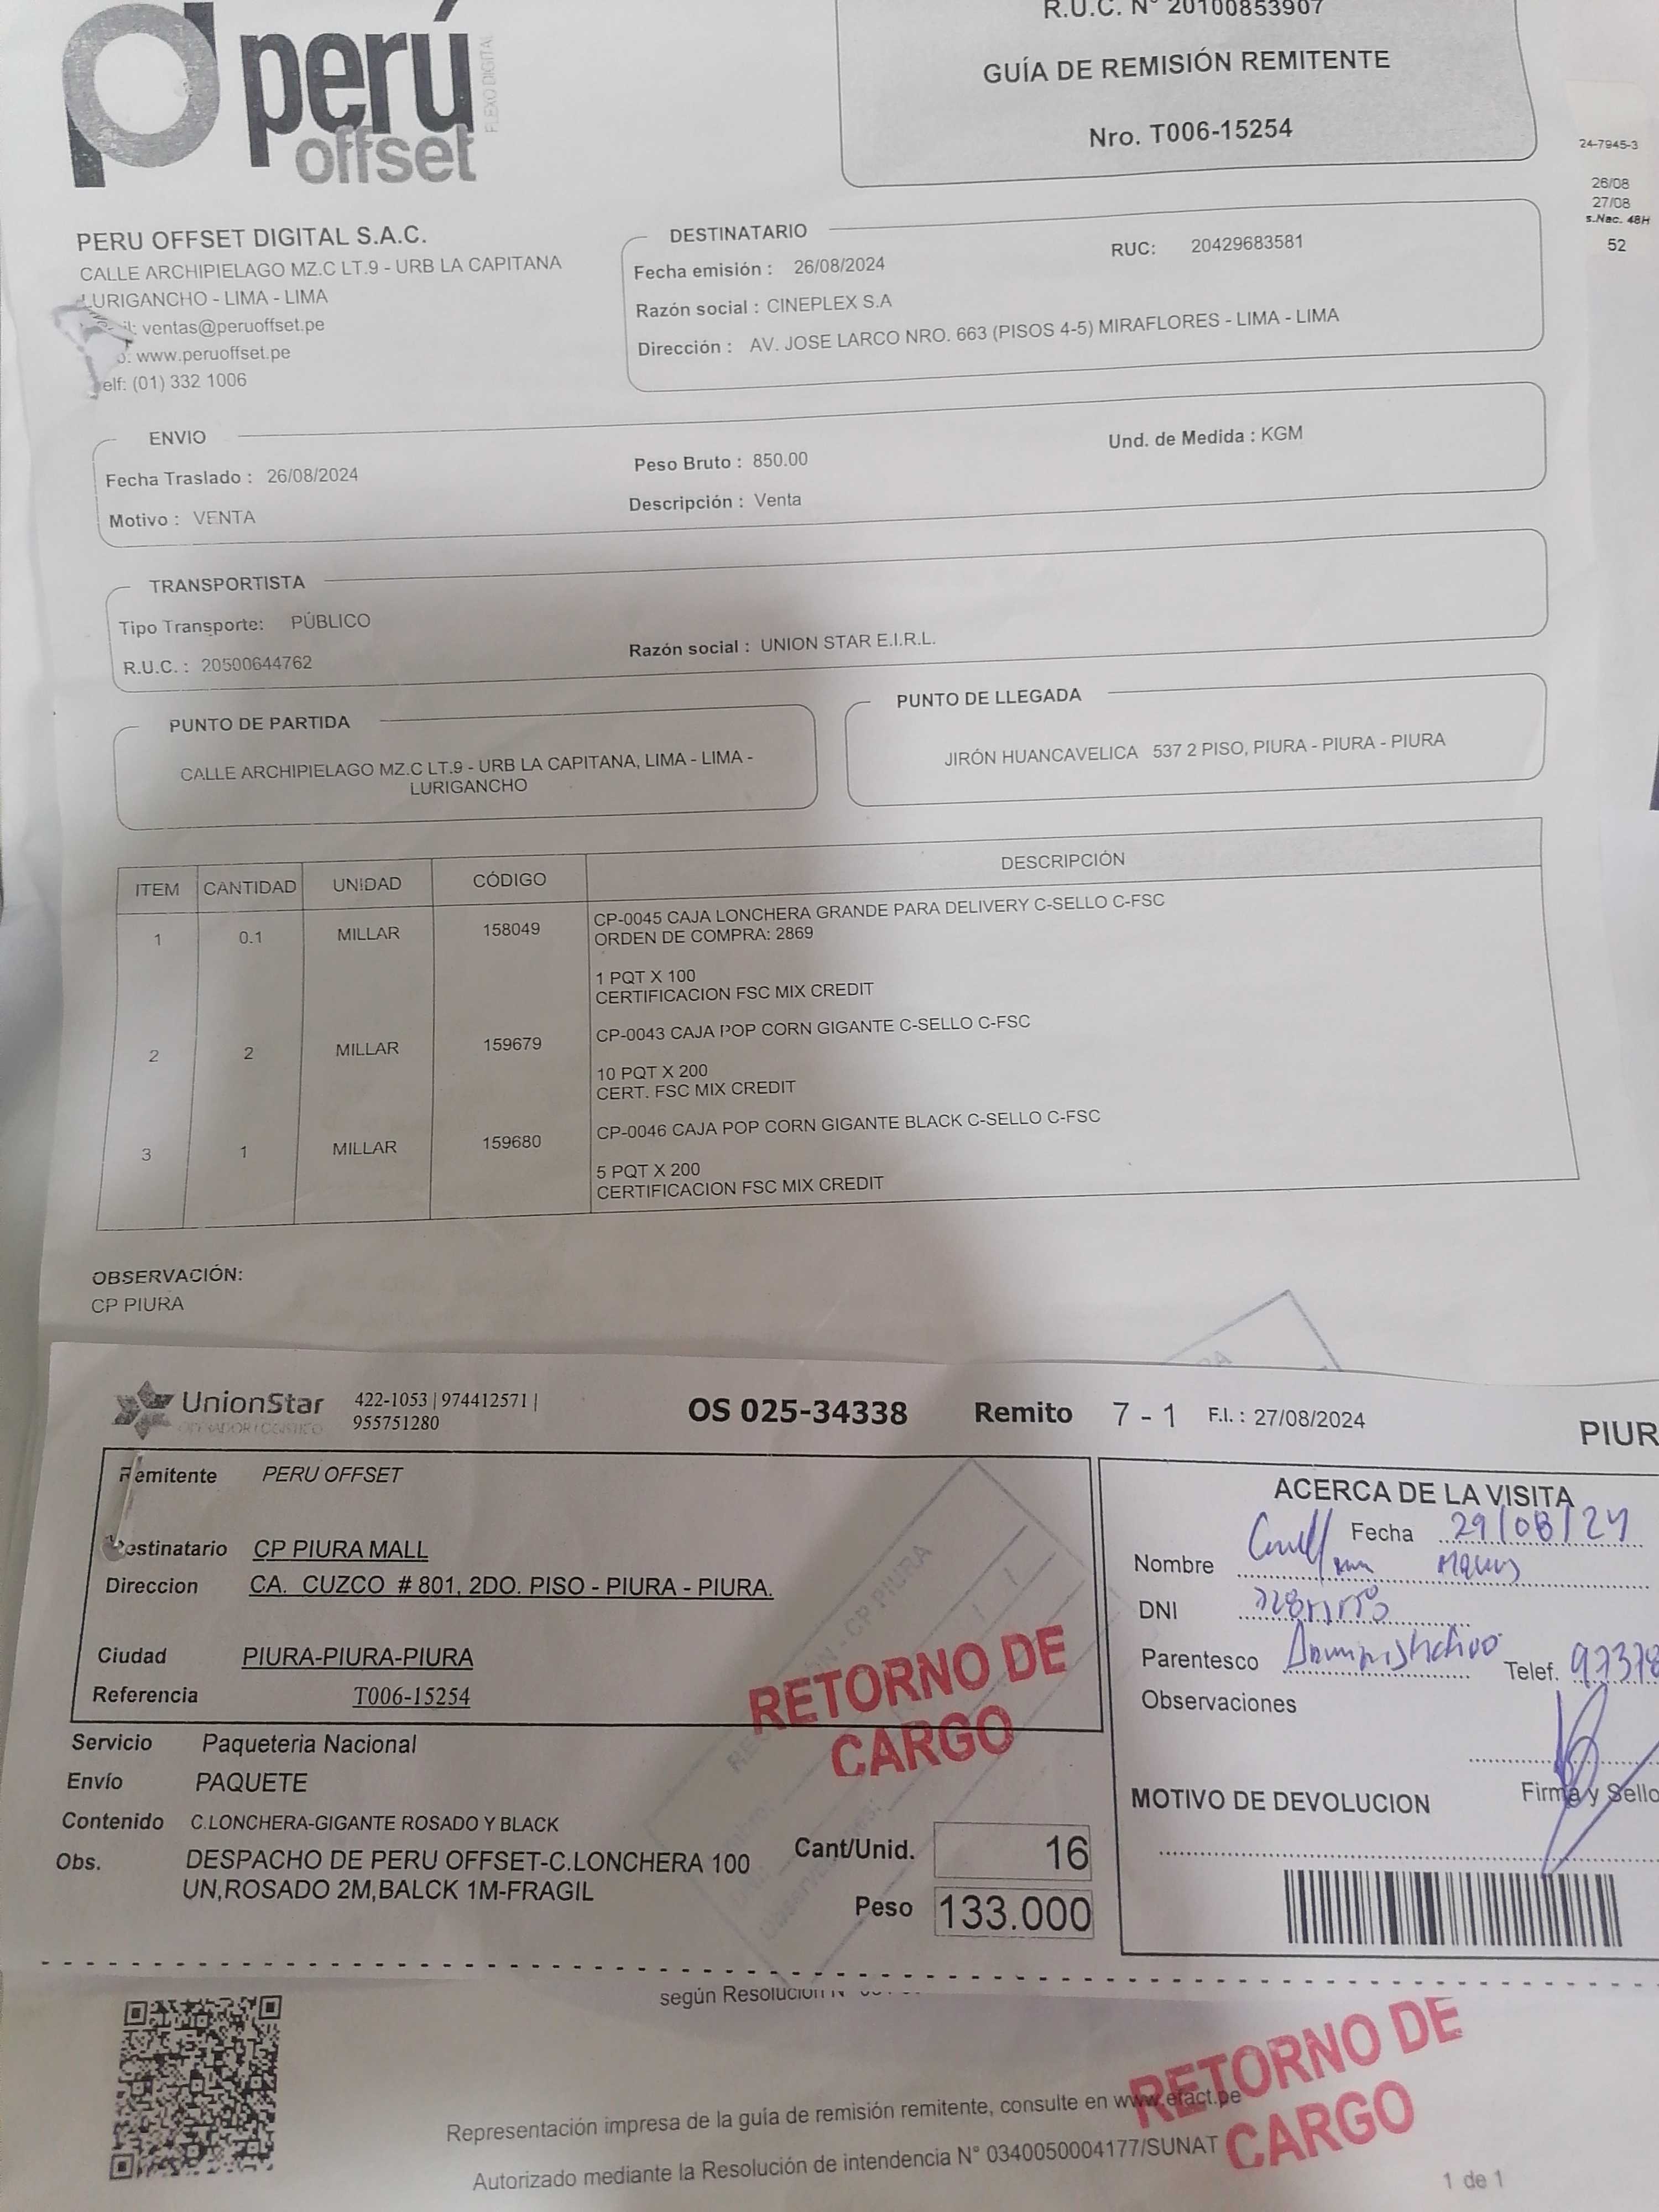 perú
offset
FLEXO DIGITAL
R.U.C. N° 20100853907
GUÍA DE REMISIÓN REMITENTE
Nro. T006-15254
24-7945-3
26/08
27/08
s.Nac. 48H
52
PERU OFFSET DIGITAL S.A.C.
CALLE ARCHIPIELAGO MZ.C LT.9 - URB LA CAPITANA
LURIGANCHO - LIMA - LIMA
ventas@peruoffset.pe
www.peruoffset.pe
elf: (01) 332 1006
DESTINATARIO
Fecha emisión : 26/08/2024 RUC: 20429683581
Razón social : CINEPLEX S.A
Dirección : AV. JOSE LARCO NRO. 663 (PISOS 4-5) MIRAFLORES - LIMA - LIMA
ENVIO
Fecha Traslado : 26/08/2024 Peso Bruto : 850.00 Und. de Medida : KGM
Motivo : VENTA Descripción : Venta
TRANSPORTISTA
Tipo Transporte: PÚBLICO
R.U.C. : 20500644762 Razón social : UNION STAR E.I.R.L.
PUNTO DE PARTIDA
CALLE ARCHIPIELAGO MZ.C LT.9 - URB LA CAPITANA, LIMA - LIMA -
LURIGANCHO
PUNTO DE LLEGADA
JIRÓN HUANCAVELICA 537 2 PISO, PIURA - PIURA - PIURA
ITEM CANTIDAD UNIDAD CÓDIGO DESCRIPCIÓN
1 0.1 MILLAR 158049 CP-0045 CAJA LONCHERA GRANDE PARA DELIVERY C-SELLO C-FSC
ORDEN DE COMPRA: 2869
1 PQT X 100
CERTIFICACION FSC MIX CREDIT
2 2 MILLAR 159679 CP-0043 CAJA POP CORN GIGANTE C-SELLO C-FSC
10 PQT X 200
CERT. FSC MIX CREDIT
3 1 MILLAR 159680 CP-0046 CAJA POP CORN GIGANTE BLACK C-SELLO C-FSC
5 PQT X 200
CERTIFICACION FSC MIX CREDIT
OBSERVACIÓN:
CP PIURA
UnionStar
OPERADOR LOGISTICO
422-1053 | 974412571 |
955751280
OS 025-34338 Remito 7 - 1 F.I. : 27/08/2024
PIUR
Remitente PERU OFFSET
Destinatario CP PIURA MALL
Direccion CA. CUZCO # 801, 2DO. PISO - PIURA - PIURA.
Ciudad PIURA-PIURA-PIURA
Referencia T006-15254
Servicio Paqueteria Nacional
Envío PAQUETE
Contenido C.LONCHERA-GIGANTE ROSADO Y BLACK
Obs. DESPACHO DE PERU OFFSET-C.LONCHERA 100
UN,ROSADO 2M,BALCK 1M-FRAGIL
Cant/Unid. 16
Peso 133.000
CP PIURA
RETORNO DE
CARGO
ACERCA DE LA VISITA
Fecha 29/08/24
Nombre
DNI
Parentesco Administrativo Telef.
Observaciones
Firma y Sello
MOTIVO DE DEVOLUCION
según Resolución N°
RETORNO DE
CARGO
Representación impresa de la guía de remisión remitente, consulte en www.efact.pe
Autorizado mediante la Resolución de intendencia N° 0340050004177/SUNAT
1 de 1